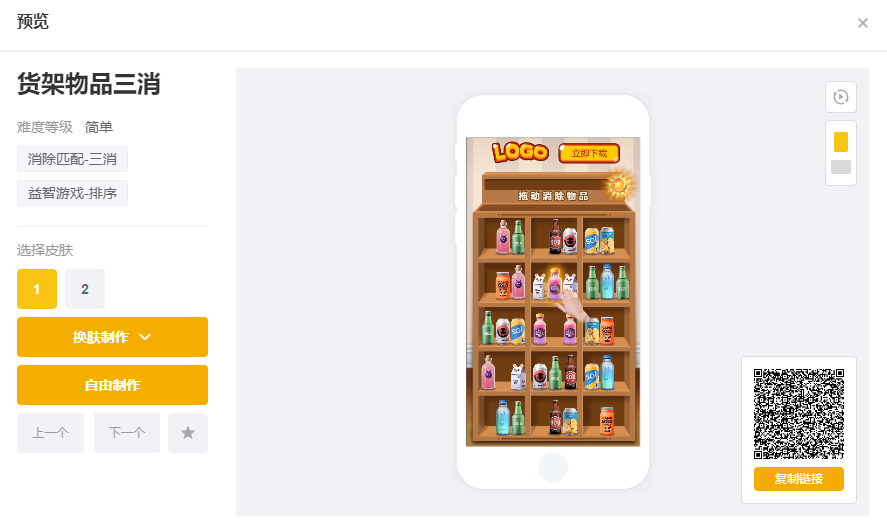 预览
货架物品三消
难度等级 简单
消除匹配-三消
益智游戏-排序
选择皮肤
1 2
换肤制作
自由制作
上一个 下一个
LOGO 立即下载
拖动消除物品
复制链接